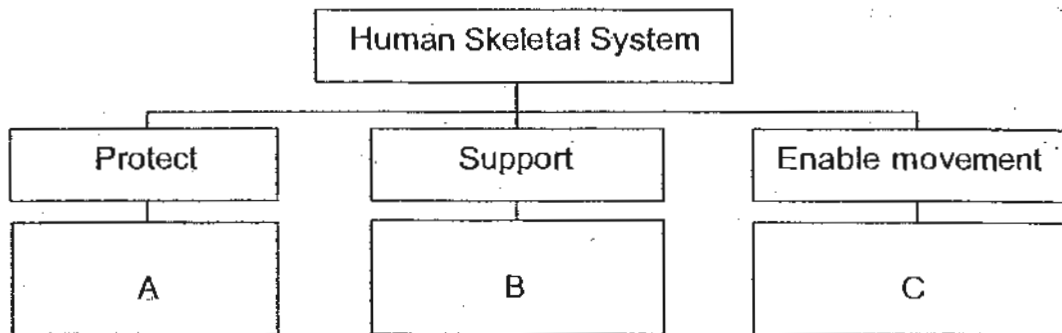 Human Skeletal System
Protect
Support
Enable movement
A
B
C